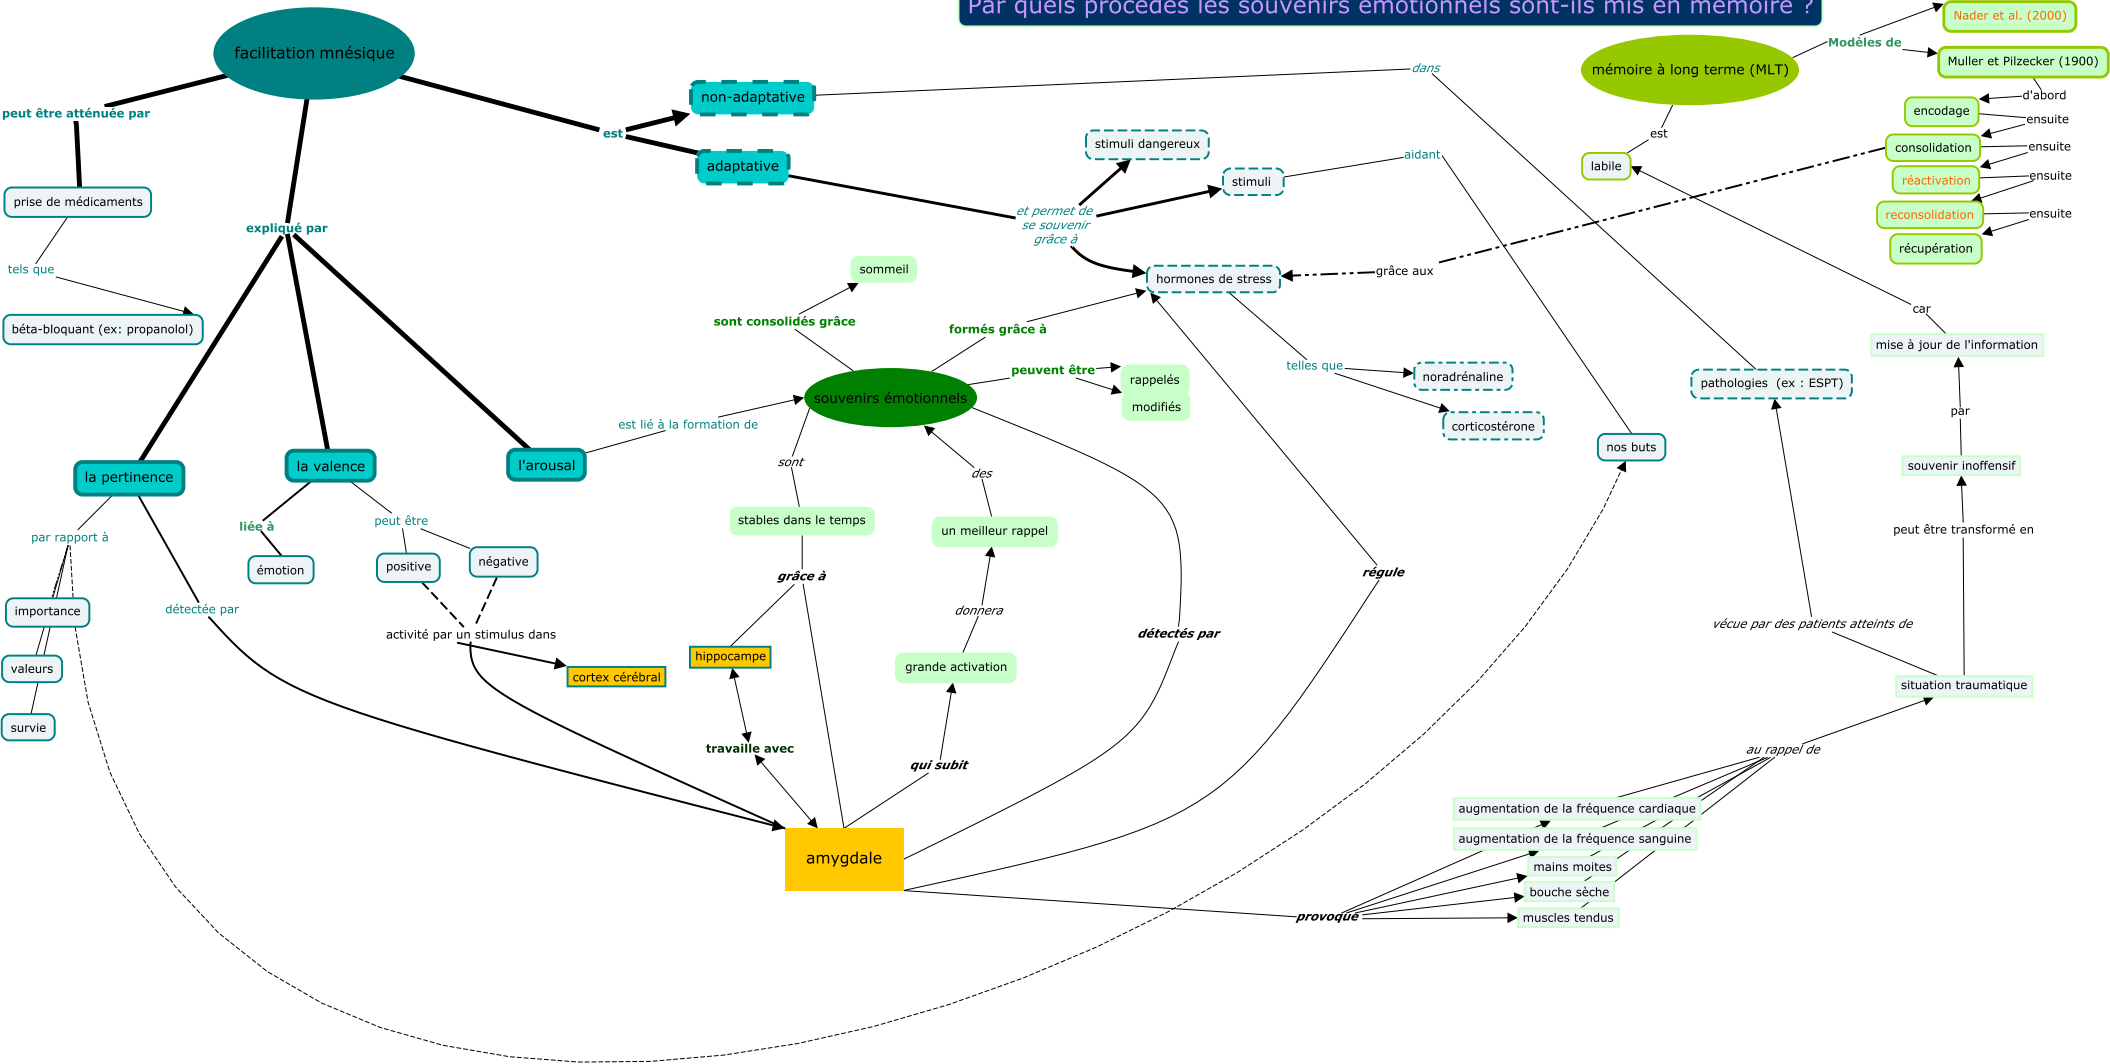 Par quels procédés les souvenirs émotionnels sont-ils mis en mémoire ?
Nader et al. (2000)
Modèles de
Muller et Pilzecker (1900)
facilitation mnésique
mémoire à long terme (MLT)
dans
non-adaptative
d'abord
encodage
peut être atténuée par
ensuite
est
est
stimuli dangereux
consolidation
ensuite
aidant
adaptative
labile
réactivation
ensuite
stimuli
prise de médicaments
et permet de
se souvenir
grâce à
reconsolidation
ensuite
expliqué par
récupération
tels que
sommeil
grâce aux
hormones de stress
car
béta-bloquant (ex: propanolol)
sont consolidés grâce
formés grâce à
mise à jour de l'information
telles que
peuvent être
rappelés
noradrénaline
pathologies  (ex : ESPT)
souvenirs émotionnels
modifiés
par
est lié à la formation de
corticostérone
nos buts
la pertinence
la valence
l'arousal
sont
des
souvenir inoffensif
liée à
peut être
stables dans le temps
un meilleur rappel
peut être transformé en
par rapport à
émotion
positive
négative
grâce à
régule
importance
détectée par
donnera
vécue par des patients atteints de
activité par un stimulus dans
détectés par
valeurs
cortex cérébral
hippocampe
grande activation
situation traumatique
survie
travaille avec
qui subit
au rappel de
augmentation de la fréquence cardiaque
augmentation de la fréquence sanguine
amygdale
mains moites
bouche sèche
provoque
muscles tendus